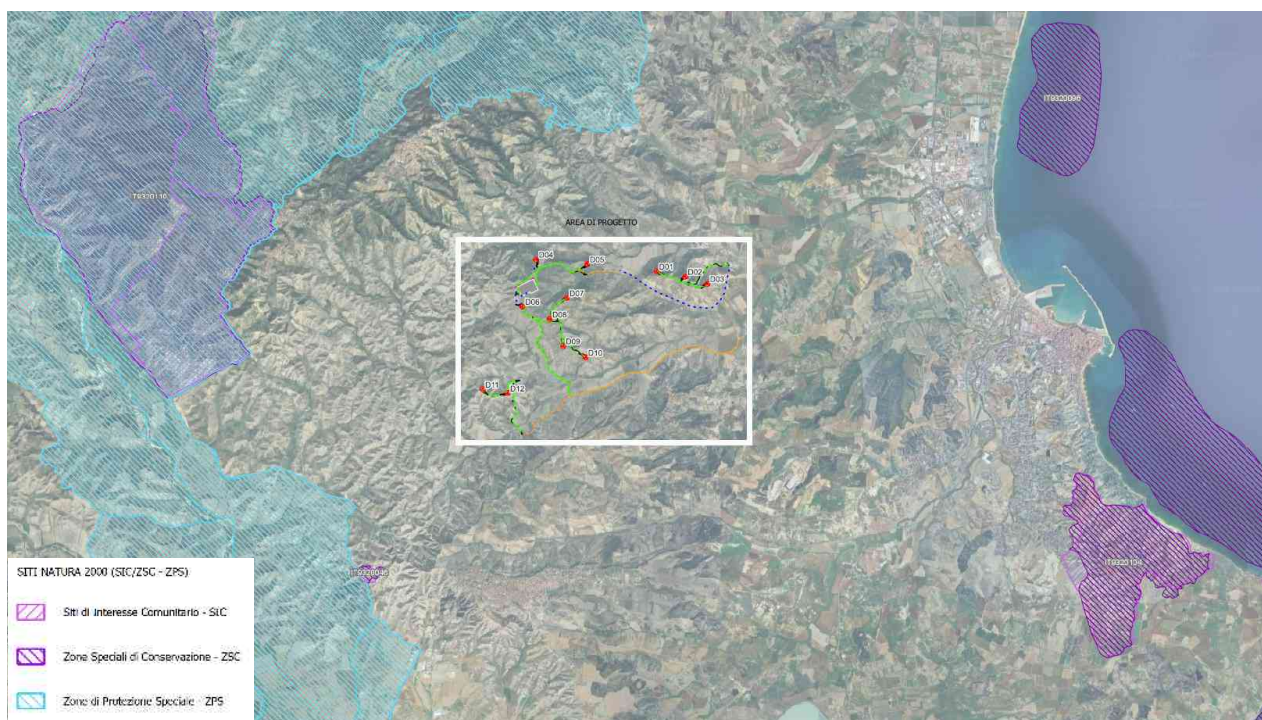 IT9320096
IT9320110
AREA DI PROGETTO
D04
D05
D01
D02
D03
D07
D06
D08
D09
D10
D11
D12
IT9320046
IT9320104
SITI NATURA 2000 (SIC/ZSC - ZPS)
Siti di Interesse Comunitario - SIC
Zone Speciali di Conservazione - ZSC
Zone di Protezione Speciale - ZPS